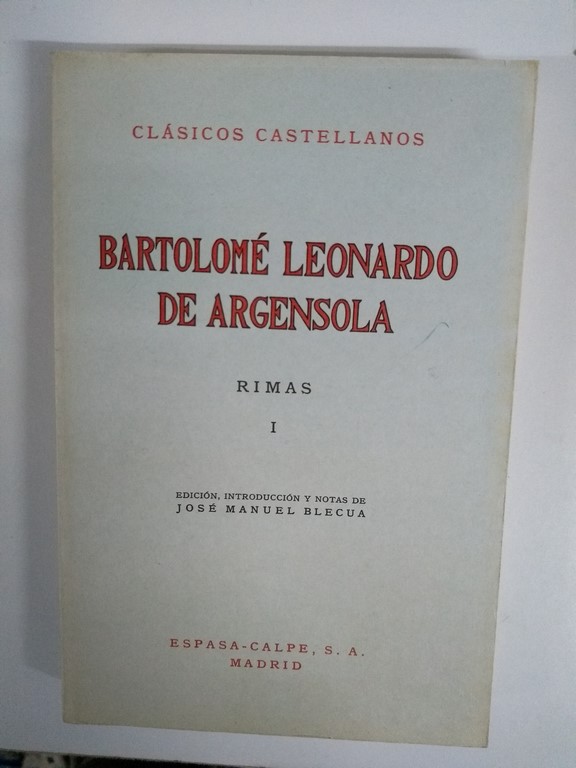 CLÁSICOS CASTELLANOS
BARTOLOMÉ LEONARDO
DE ARGENSOLA
RIMAS
I
EDICIÓN, INTRODUCCIÓN Y NOTAS DE
JOSÉ MANUEL BLECUA
ESPASA-CALPE, S. A.
MADRID